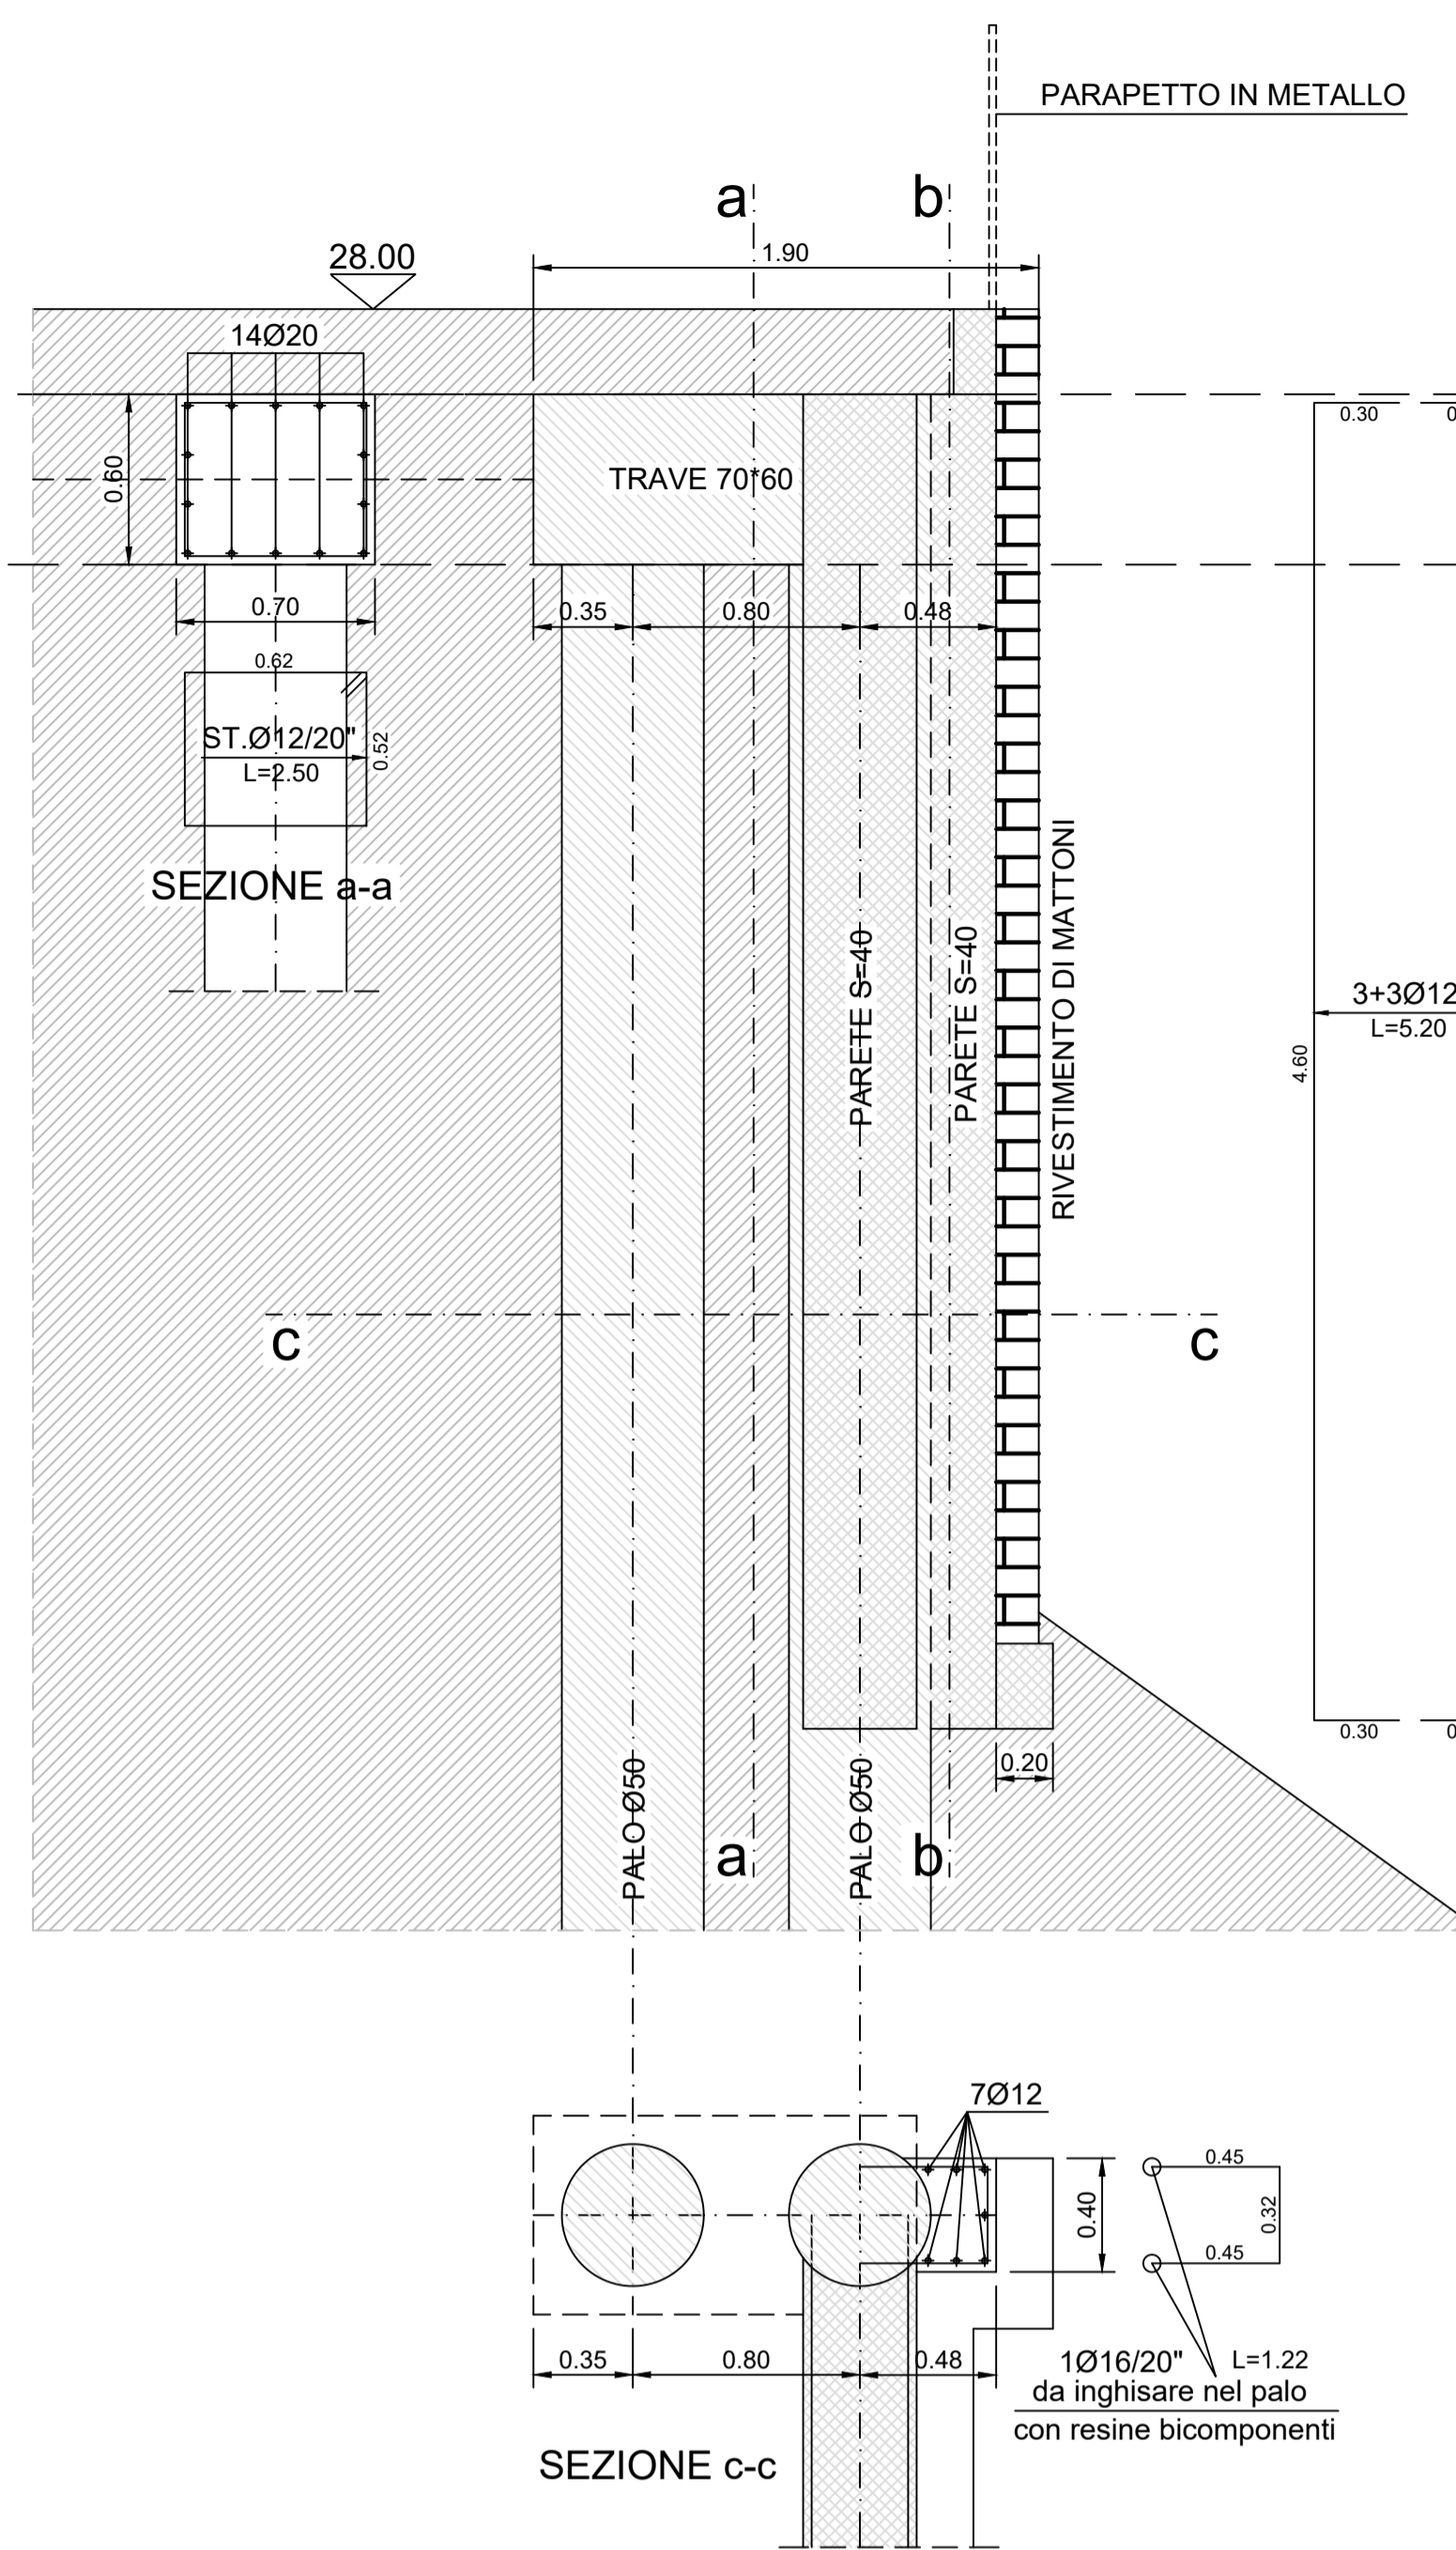 PARAPETTO IN METALLO
a
b
1.90
28.00
14Ø20
0.30
0.60
TRAVE 70*60
0.70
0.35
0.80
0.48
0.62
ST.Ø12/20"
L=2.50
0.52
SEZIONE a-a
PARETE S=40
PARETE S=40
RIVESTIMENTO DI MATTONI
3+3Ø12
L=5.20
4.60
c
c
0.30
0.20
PALO Ø50
PALO Ø50
a
b
7Ø12
0.45
0.40
0.32
0.45
0.35
0.80
0.48
1Ø16/20" L=1.22
da inghisare nel palo
con resine bicomponenti
SEZIONE c-c